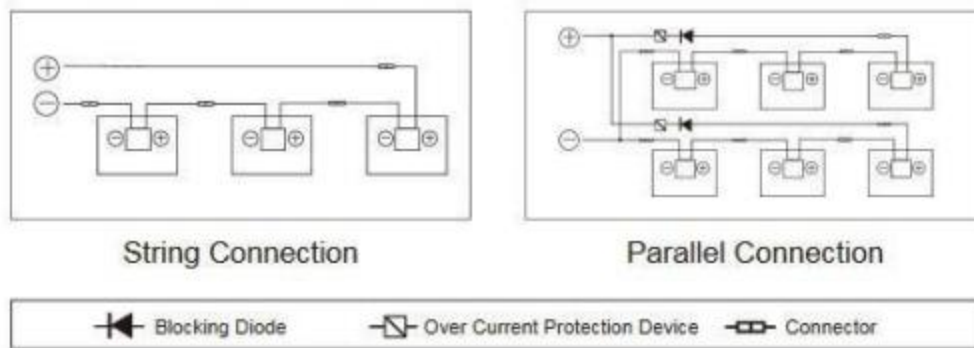 String Connection
Parallel Connection
Blocking Diode
Over Current Protection Device
Connector